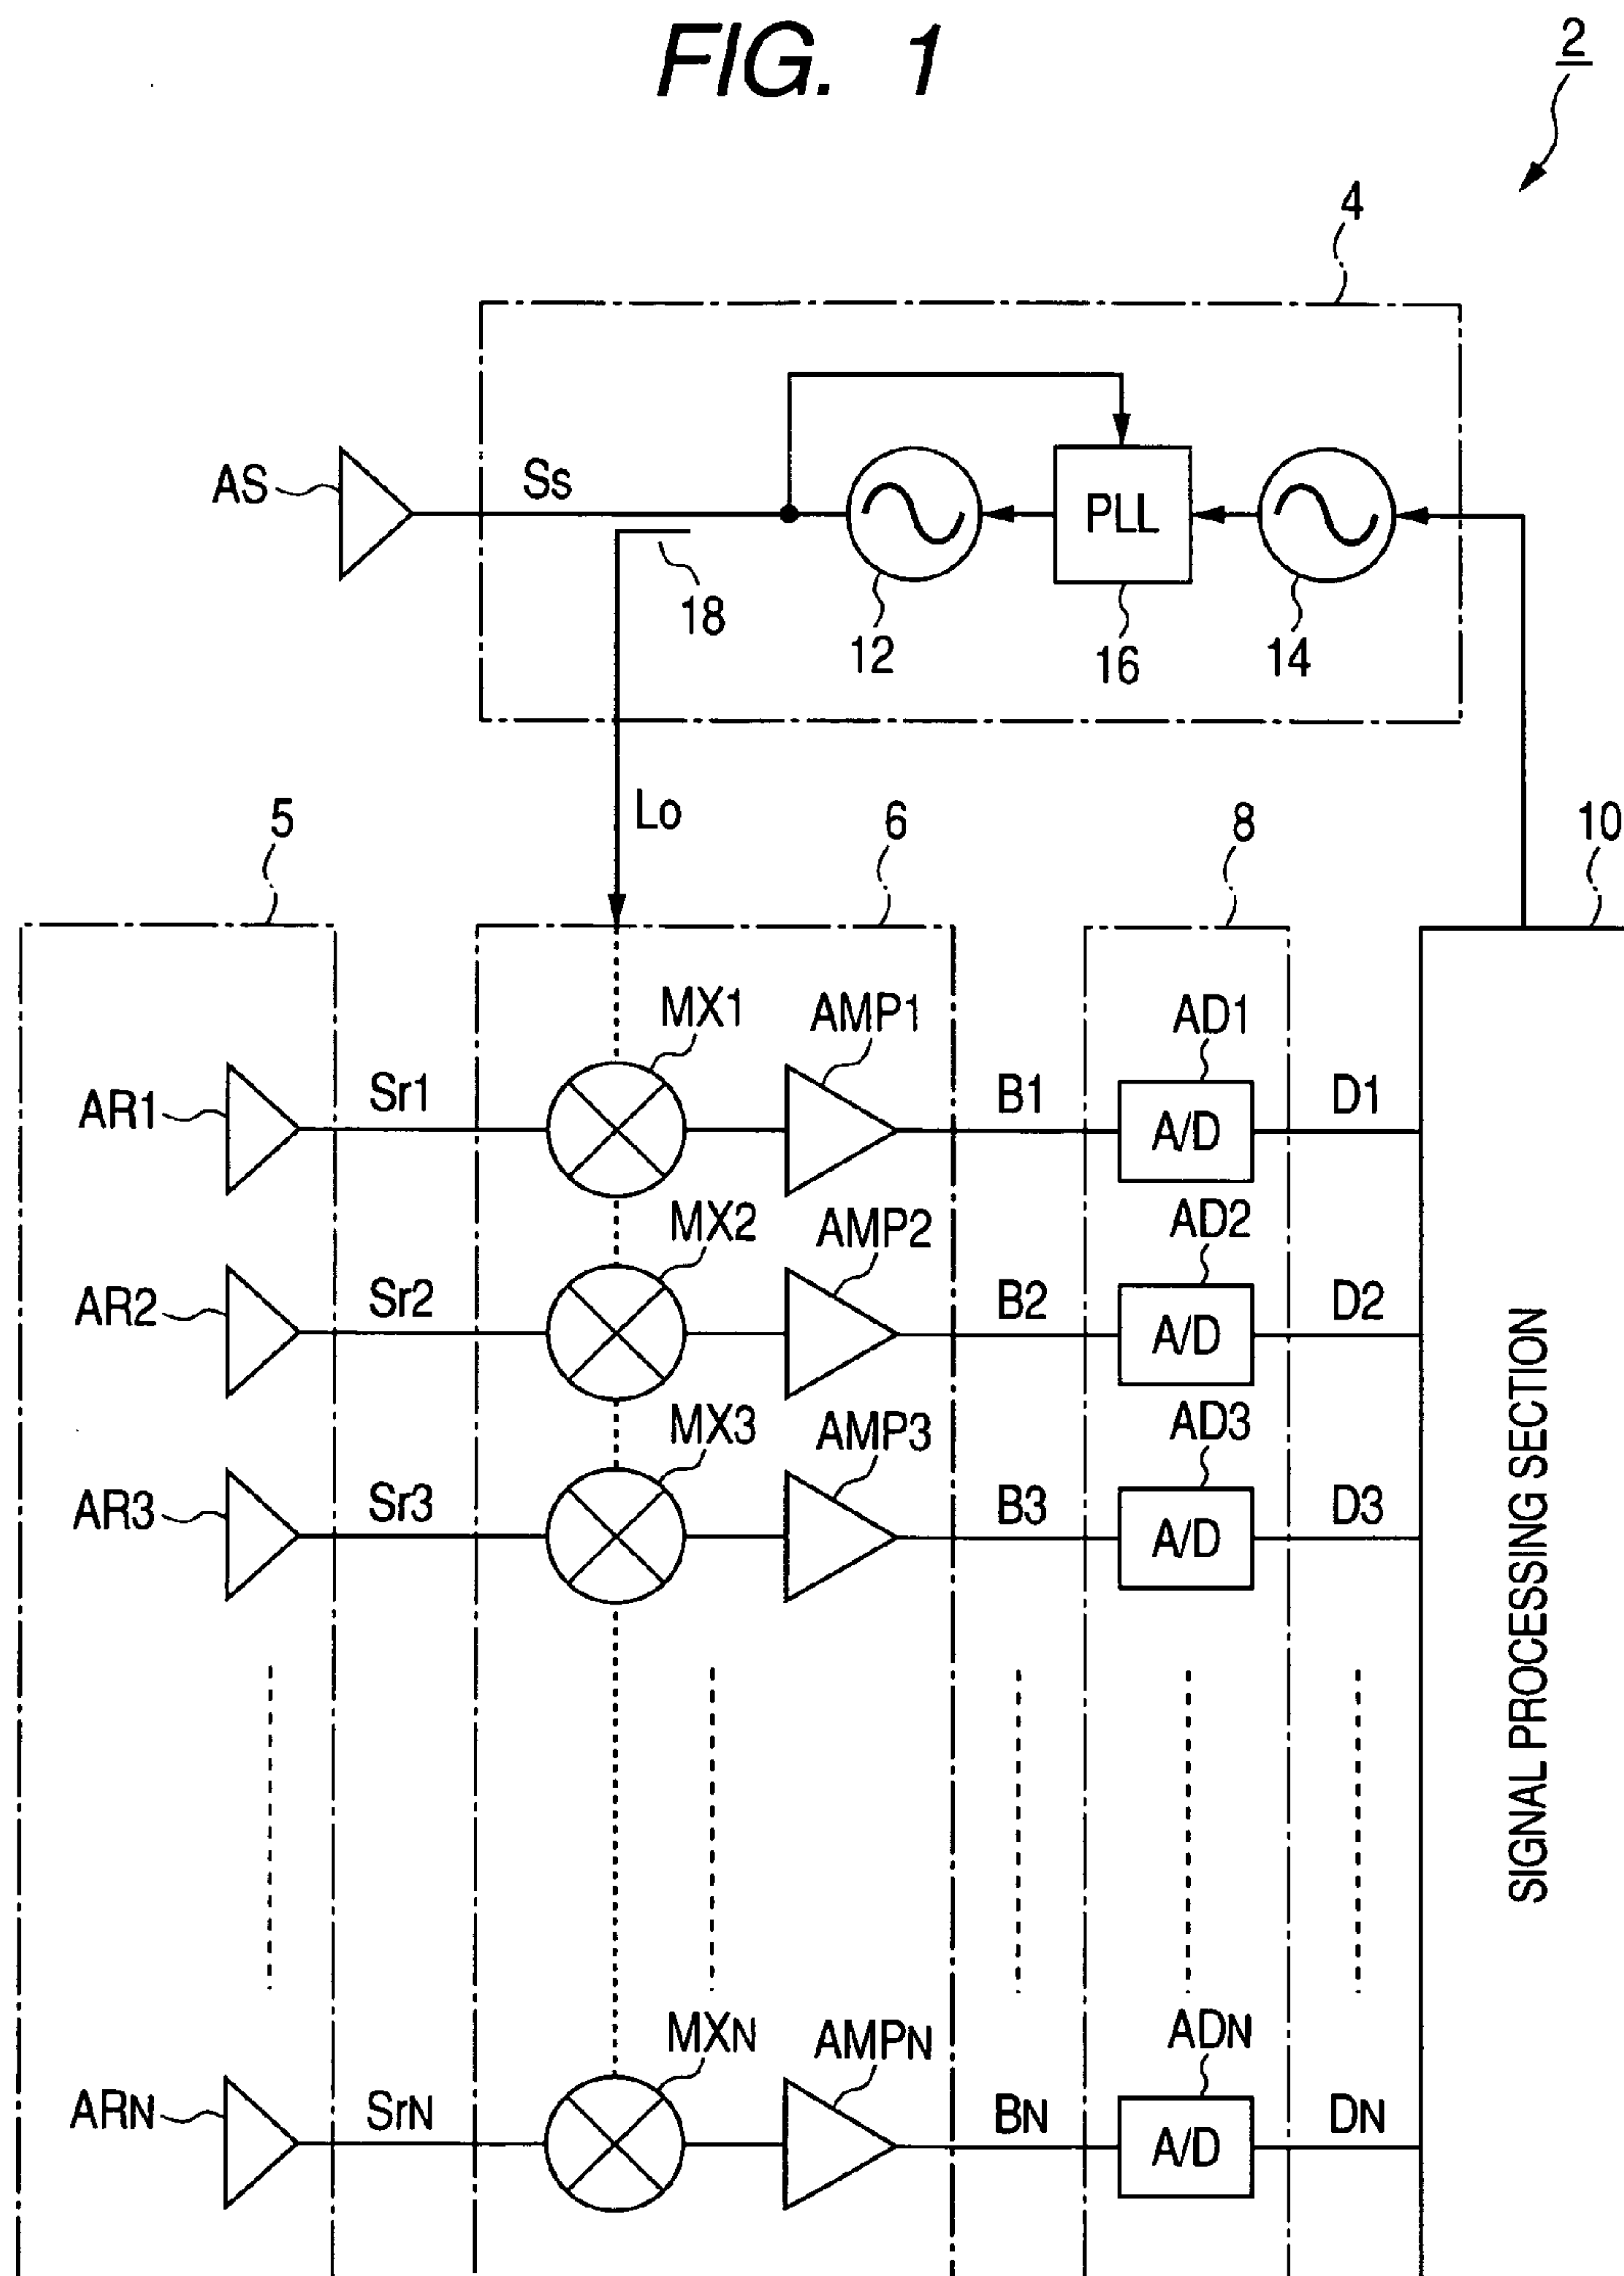 FIG. 1
2
4
AS
Ss
PLL
18
12
16
14
Lo
5
6
8
10
MX1
AMP1
AD1
AR1
Sr1
B1
A/D
D1
MX2
AMP2
AD2
AR2
Sr2
B2
A/D
D2
MX3
AMP3
AD3
AR3
Sr3
B3
A/D
D3
SIGNAL PROCESSING SECTION
MXN
AMPN
ADN
ARN
SrN
BN
A/D
DN